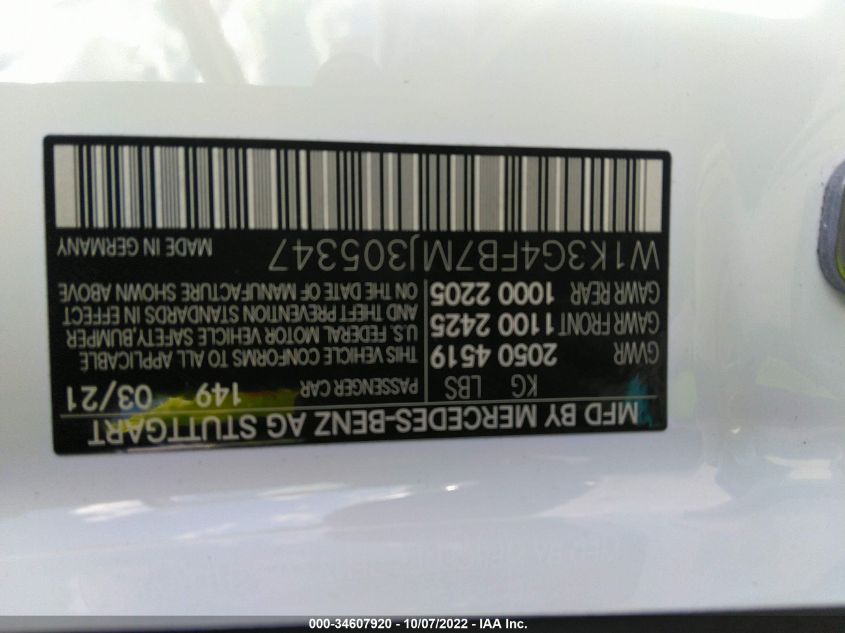 MFD BY MERCEDES-BENZ AG STUTTGART
KG LBS PASSENGER CAR 149 03/21
GVWR 2050 4519 THIS VEHICLE CONFORMS TO ALL APPLICABLE
U.S. FEDERAL MOTOR VEHICLE SAFETY,BUMPER
GAWR FRONT 1100 2425 AND THEFT PREVENTION STANDARDS IN EFFECT
GAWR REAR 1000 2205 ON THE DATE OF MANUFACTURE SHOWN ABOVE
W1K3G4FB7MJ305347 MADE IN GERMANY
000-34607920 - 10/07/2022 - IAA Inc.